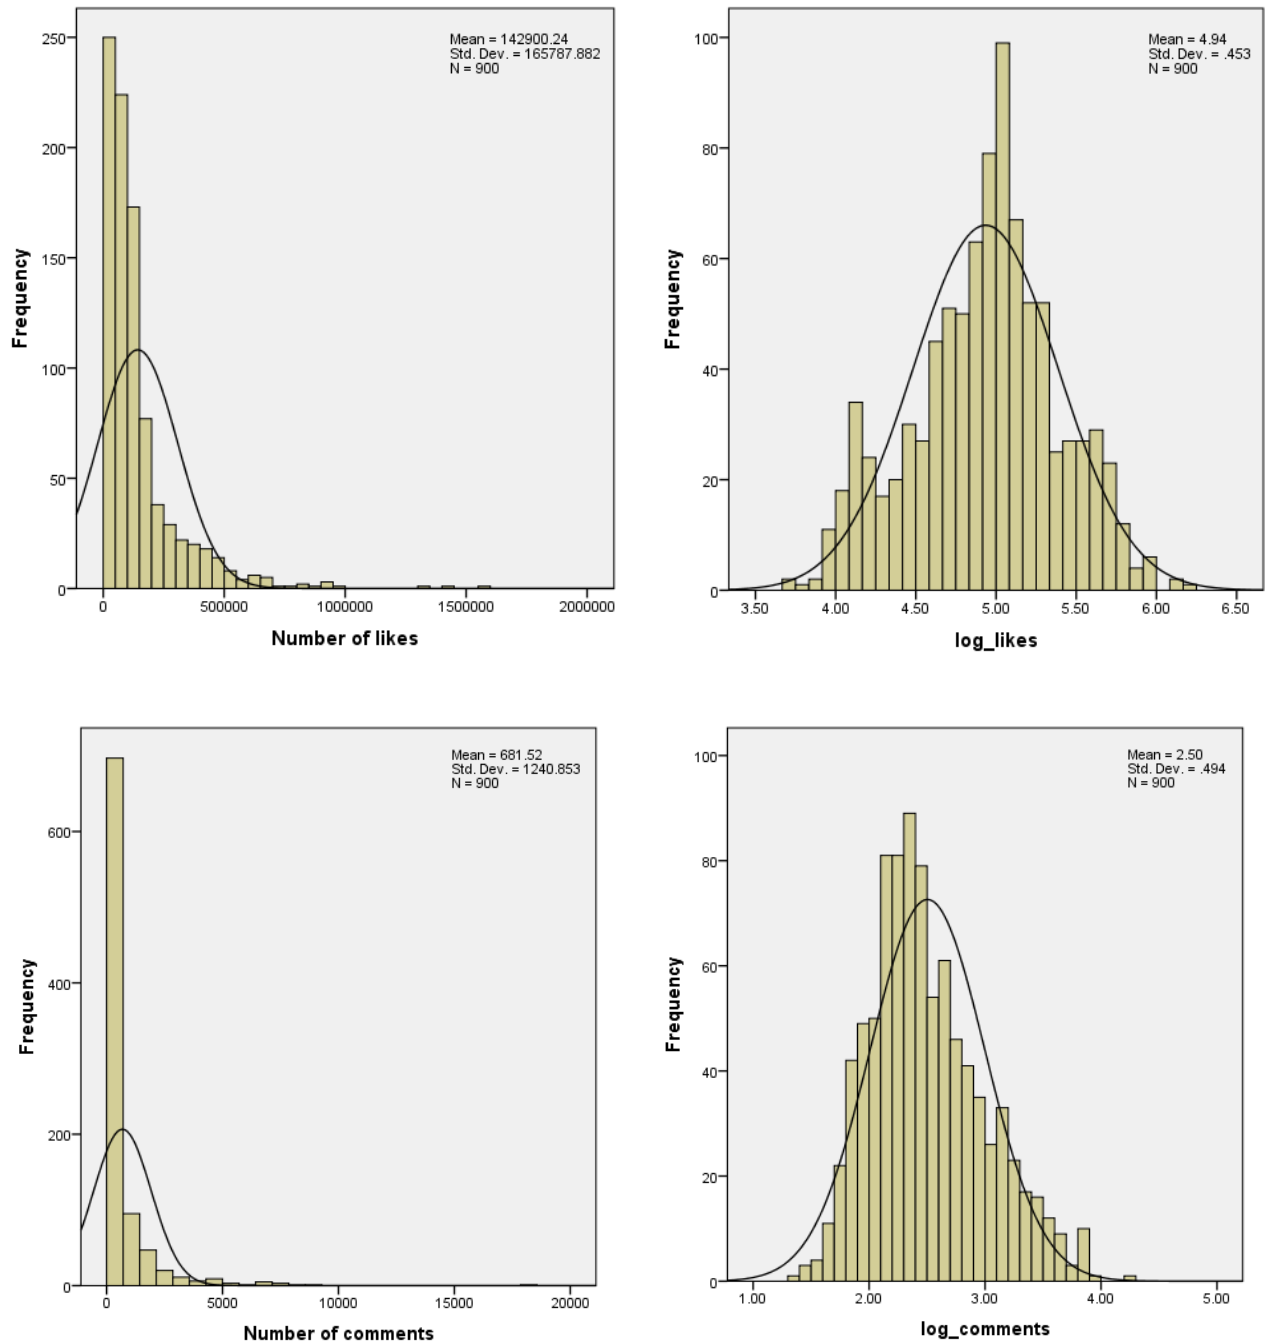 Mean = 142900.24
Std. Dev. = 165787.882
N = 900
250
200
150
100
50
0
Frequency
0 500000 1000000 1500000 2000000
Number of likes
Mean = 4.94
Std. Dev. = .453
N = 900
100
80
60
40
20
0
Frequency
3.50 4.00 4.50 5.00 5.50 6.00 6.50
log_likes
Mean = 681.52
Std. Dev. = 1240.853
N = 900
600
400
200
0
Frequency
0 5000 10000 15000 20000
Number of comments
Mean = 2.50
Std. Dev. = .494
N = 900
100
80
60
40
20
0
Frequency
1.00 2.00 3.00 4.00 5.00
log_comments